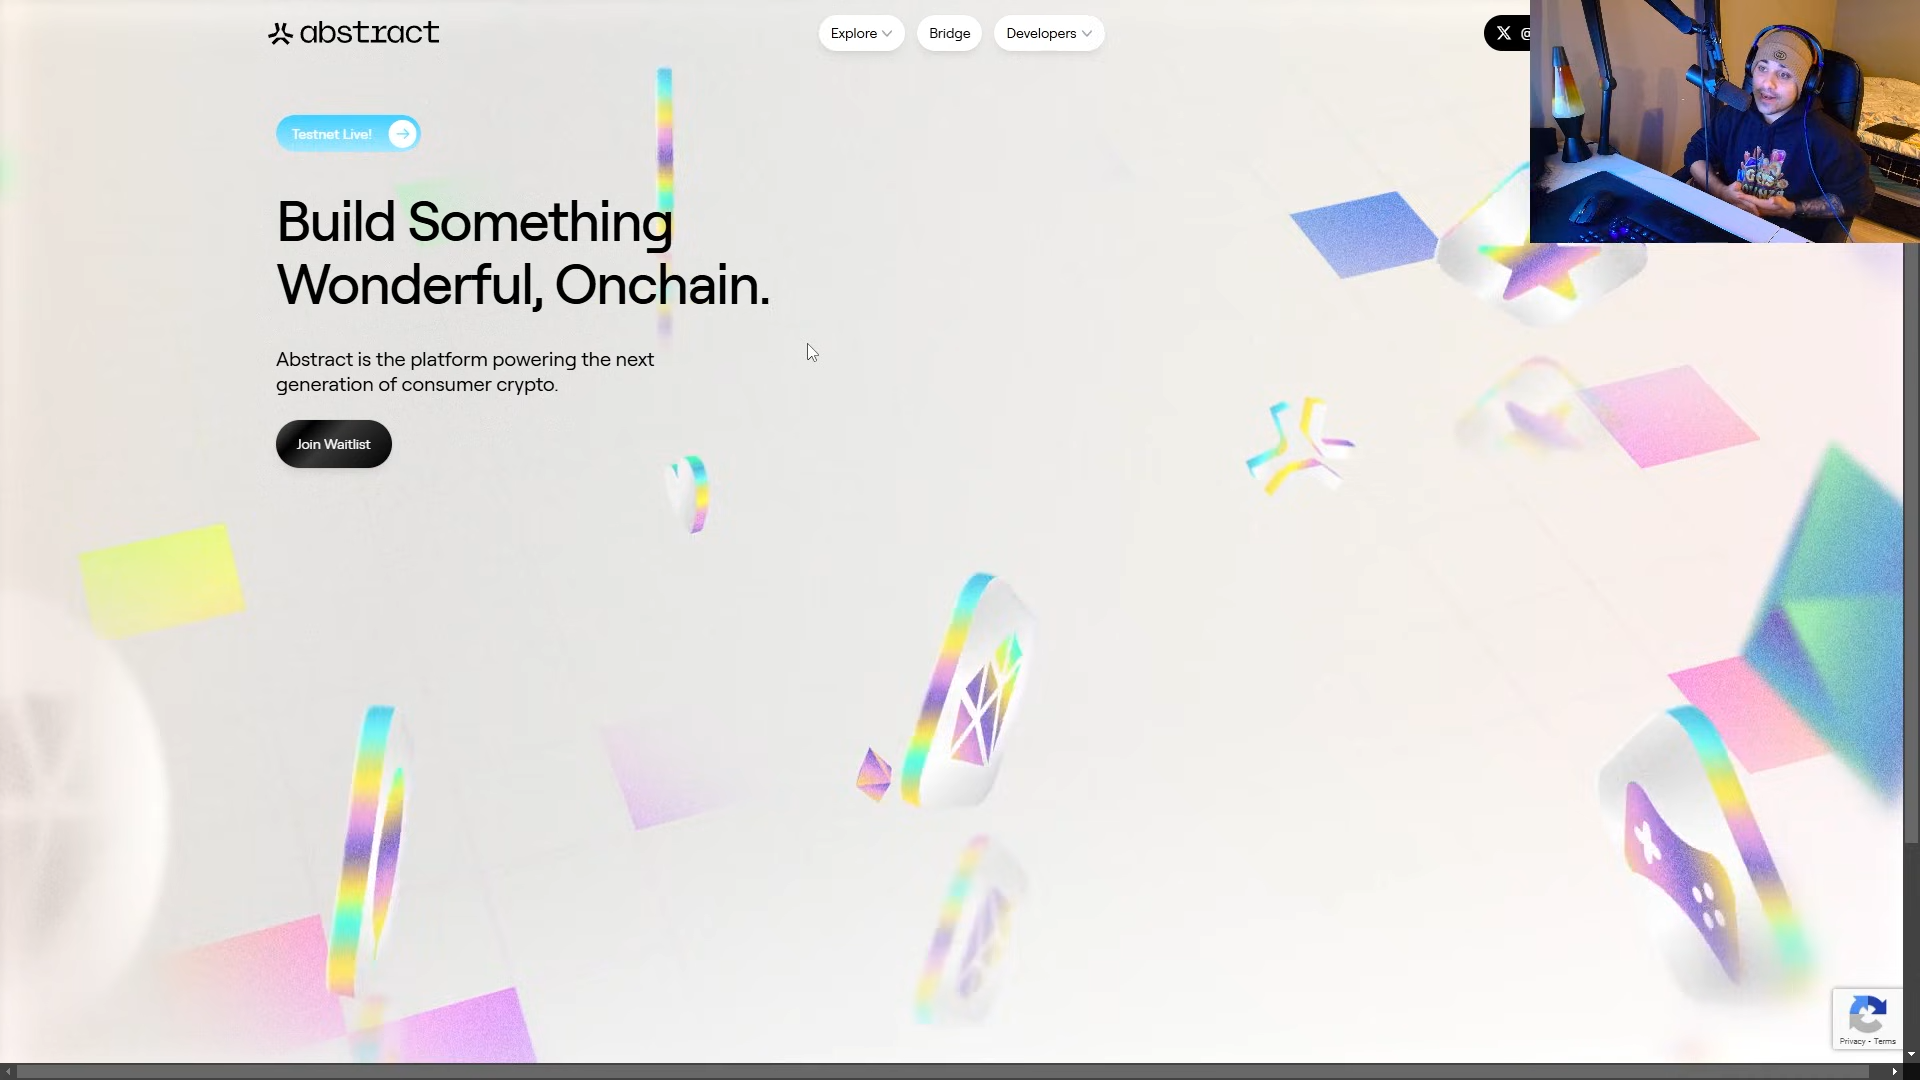 abstract
Explore
Bridge
Developers
X @
Testnet Live!
Build Something
Wonderful, Onchain.
Abstract is the platform powering the next
generation of consumer crypto.
Join Waitlist
Privacy - Terms